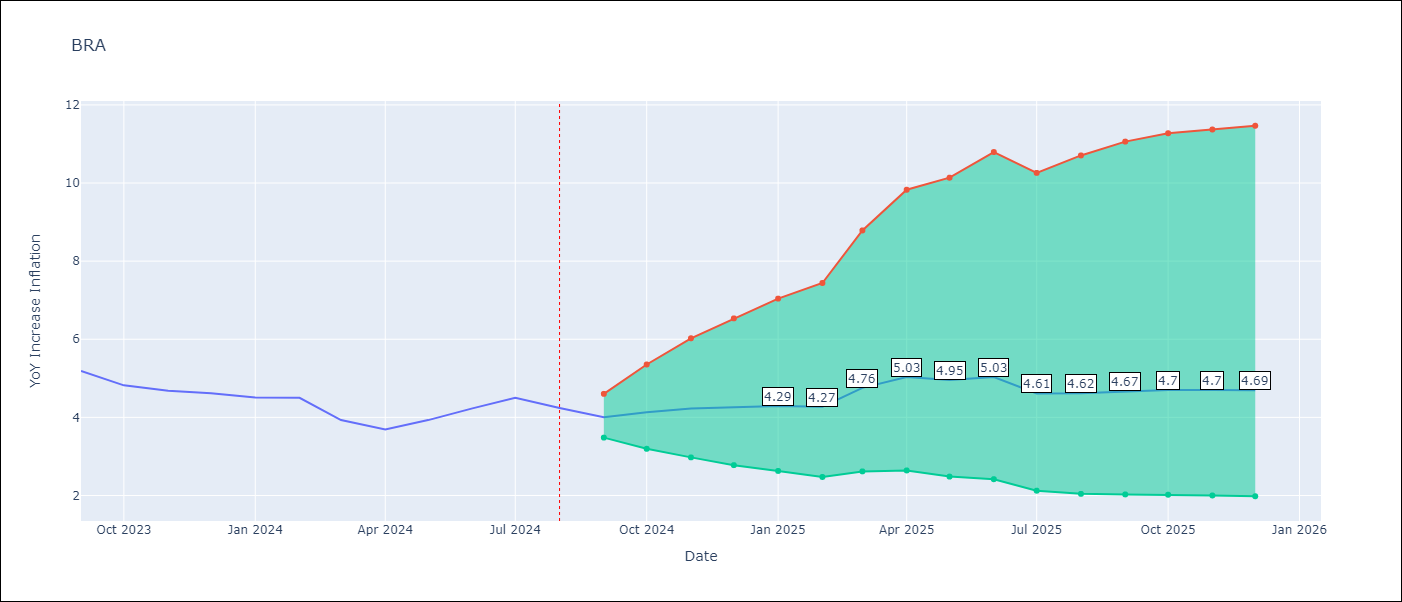 BRA
YoY Increase Inflation
12
10
8
6
4
2
4.29
4.27
4.76
5.03
4.95
5.03
4.61
4.62
4.67
4.7
4.7
4.69
Oct 2023
Jan 2024
Apr 2024
Jul 2024
Oct 2024
Jan 2025
Apr 2025
Jul 2025
Oct 2025
Jan 2026
Date